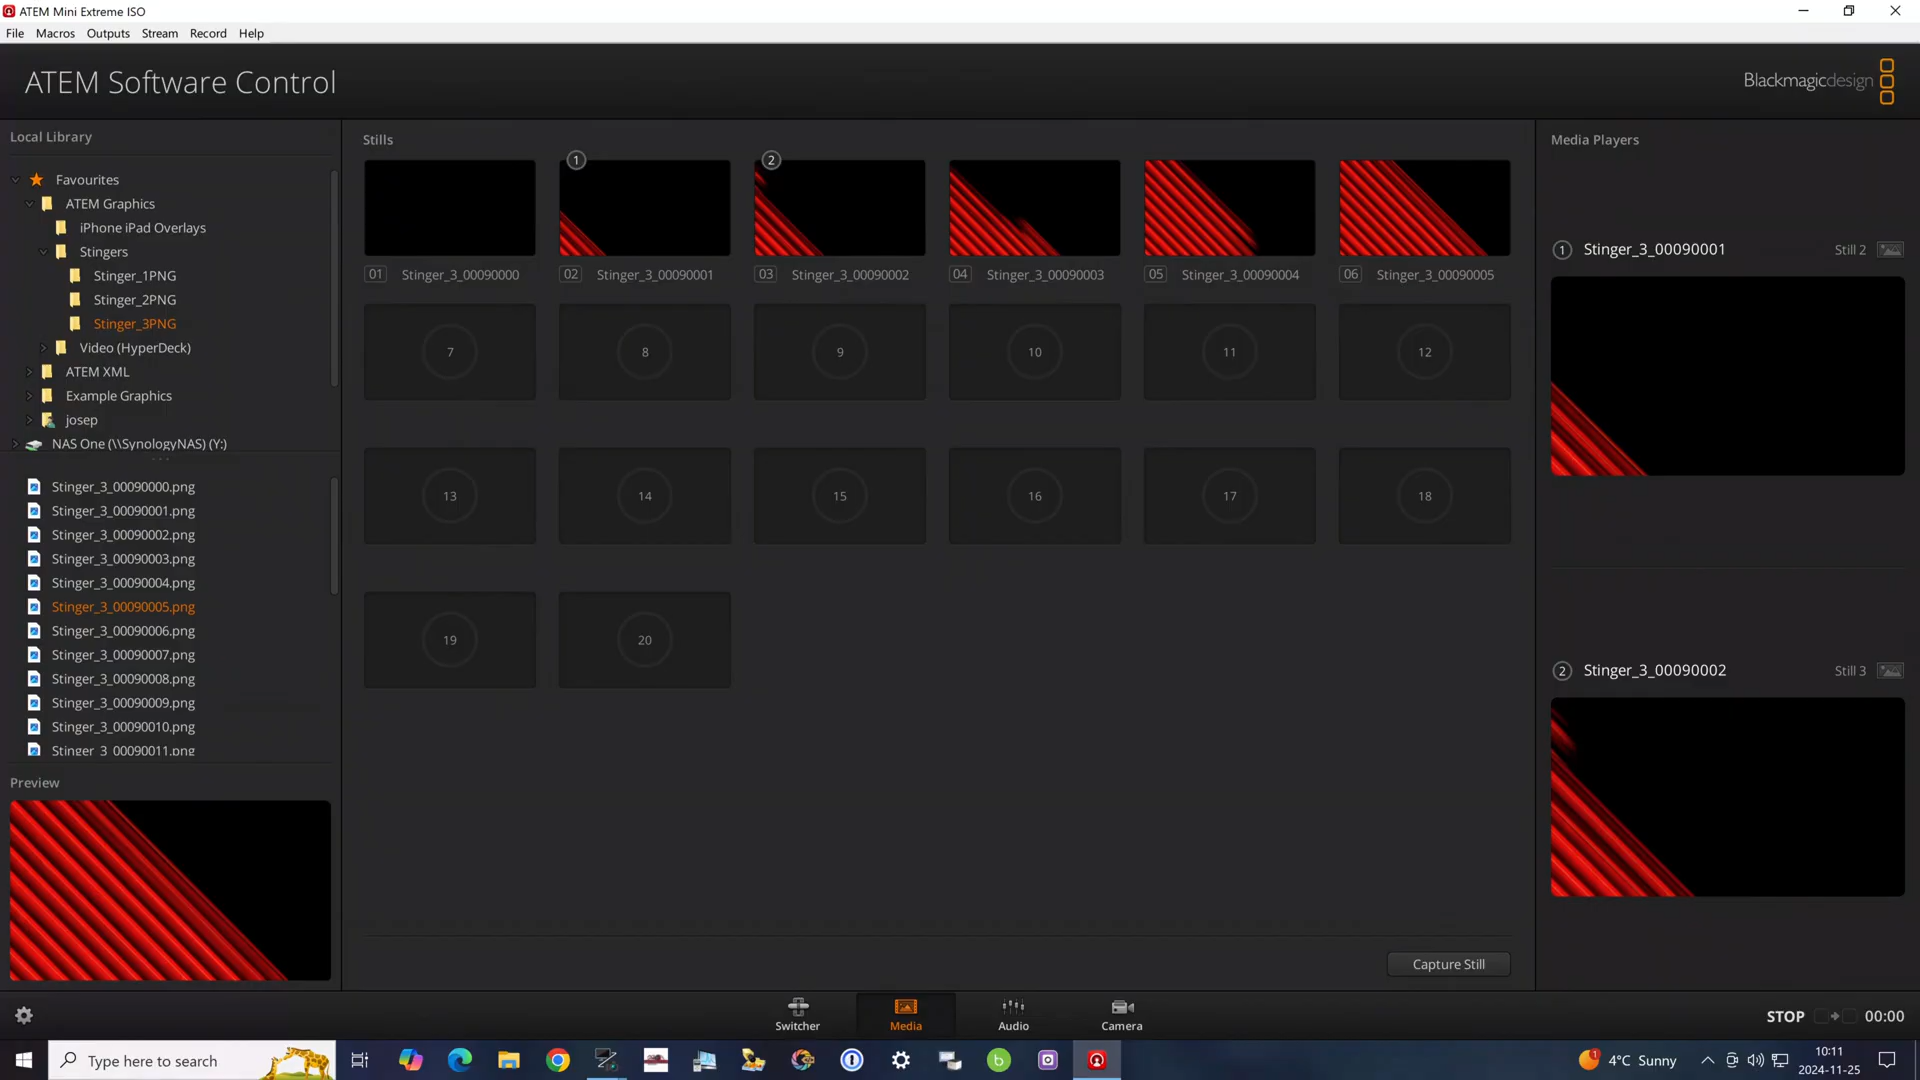 ATEM Mini Extreme ISO
File Macros Outputs Stream Record Help
ATEM Software Control
Blackmagicdesign
Local Library
Favourites
ATEM Graphics
iPhone iPad Overlays
Stingers
Stinger_1PNG
Stinger_2PNG
Stinger_3PNG
Video (HyperDeck)
ATEM XML
Example Graphics
josep
NAS One (\\SynologyNAS) (Y:)
Stinger_3_00090000.png
Stinger_3_00090001.png
Stinger_3_00090002.png
Stinger_3_00090003.png
Stinger_3_00090004.png
Stinger_3_00090005.png
Stinger_3_00090006.png
Stinger_3_00090007.png
Stinger_3_00090008.png
Stinger_3_00090009.png
Stinger_3_00090010.png
Stinger_3_00090011.png
Preview
Stills
1 2
01 Stinger_3_00090000 02 Stinger_3_00090001 03 Stinger_3_00090002 04 Stinger_3_00090003 05 Stinger_3_00090004 06 Stinger_3_00090005
7 8 9 10 11 12
13 14 15 16 17 18
19 20
Capture Still
Media Players
1 Stinger_3_00090001 Still 2
2 Stinger_3_00090002 Still 3
Switcher Media Audio Camera
STOP 00:00
Type here to search
1 4°C Sunny
10:11
2024-11-25